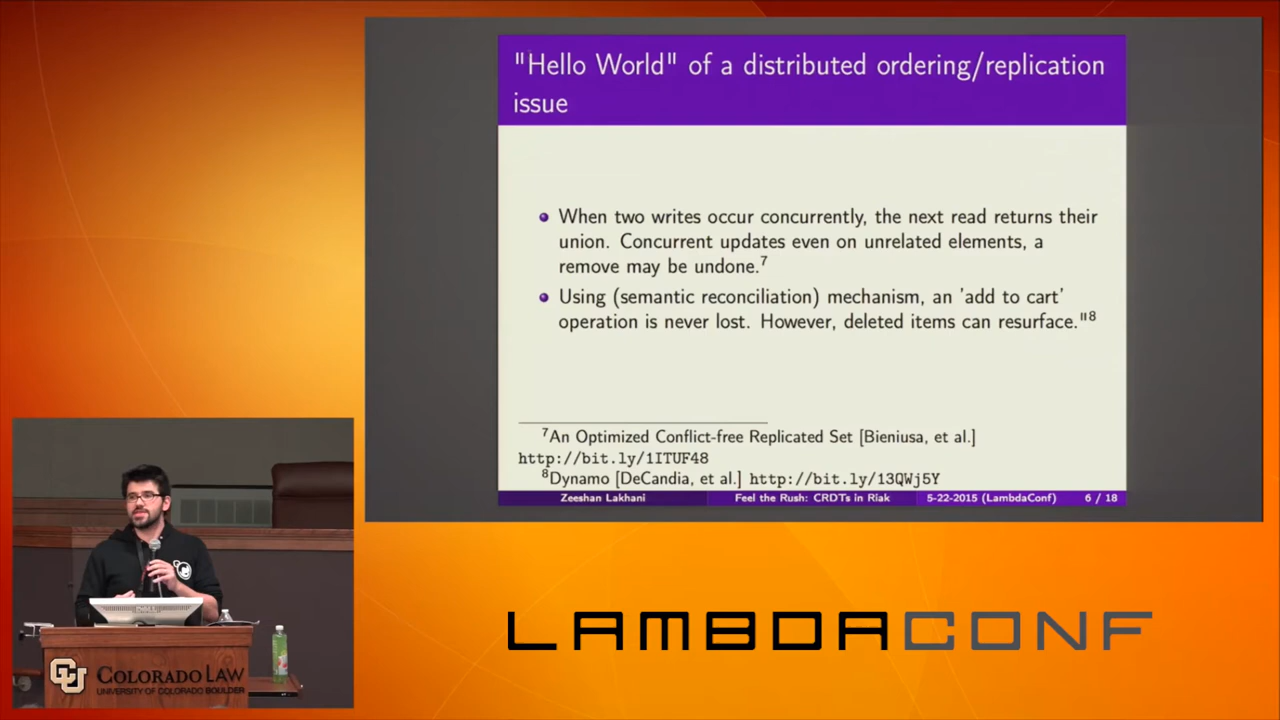 "Hello World" of a distributed ordering/replication
issue
When two writes occur concurrently, the next read returns their
union. Concurrent updates even on unrelated elements, a
remove may be undone.7
Using (semantic reconciliation) mechanism, an 'add to cart'
operation is never lost. However, deleted items can resurface."8
7An Optimized Conflict-free Replicated Set [Bieniusa, et al.]
http://bit.ly/1ITUF48
8Dynamo [DeCandia, et al.] http://bit.ly/13QWj5Y
Zeeshan Lakhani Feel the Rush: CRDTs in Riak 5-22-2015 (LambdaConf) 6 / 18
LAMBDACONF
CU COLORADO LAW
UNIVERSITY OF COLORADO BOULDER